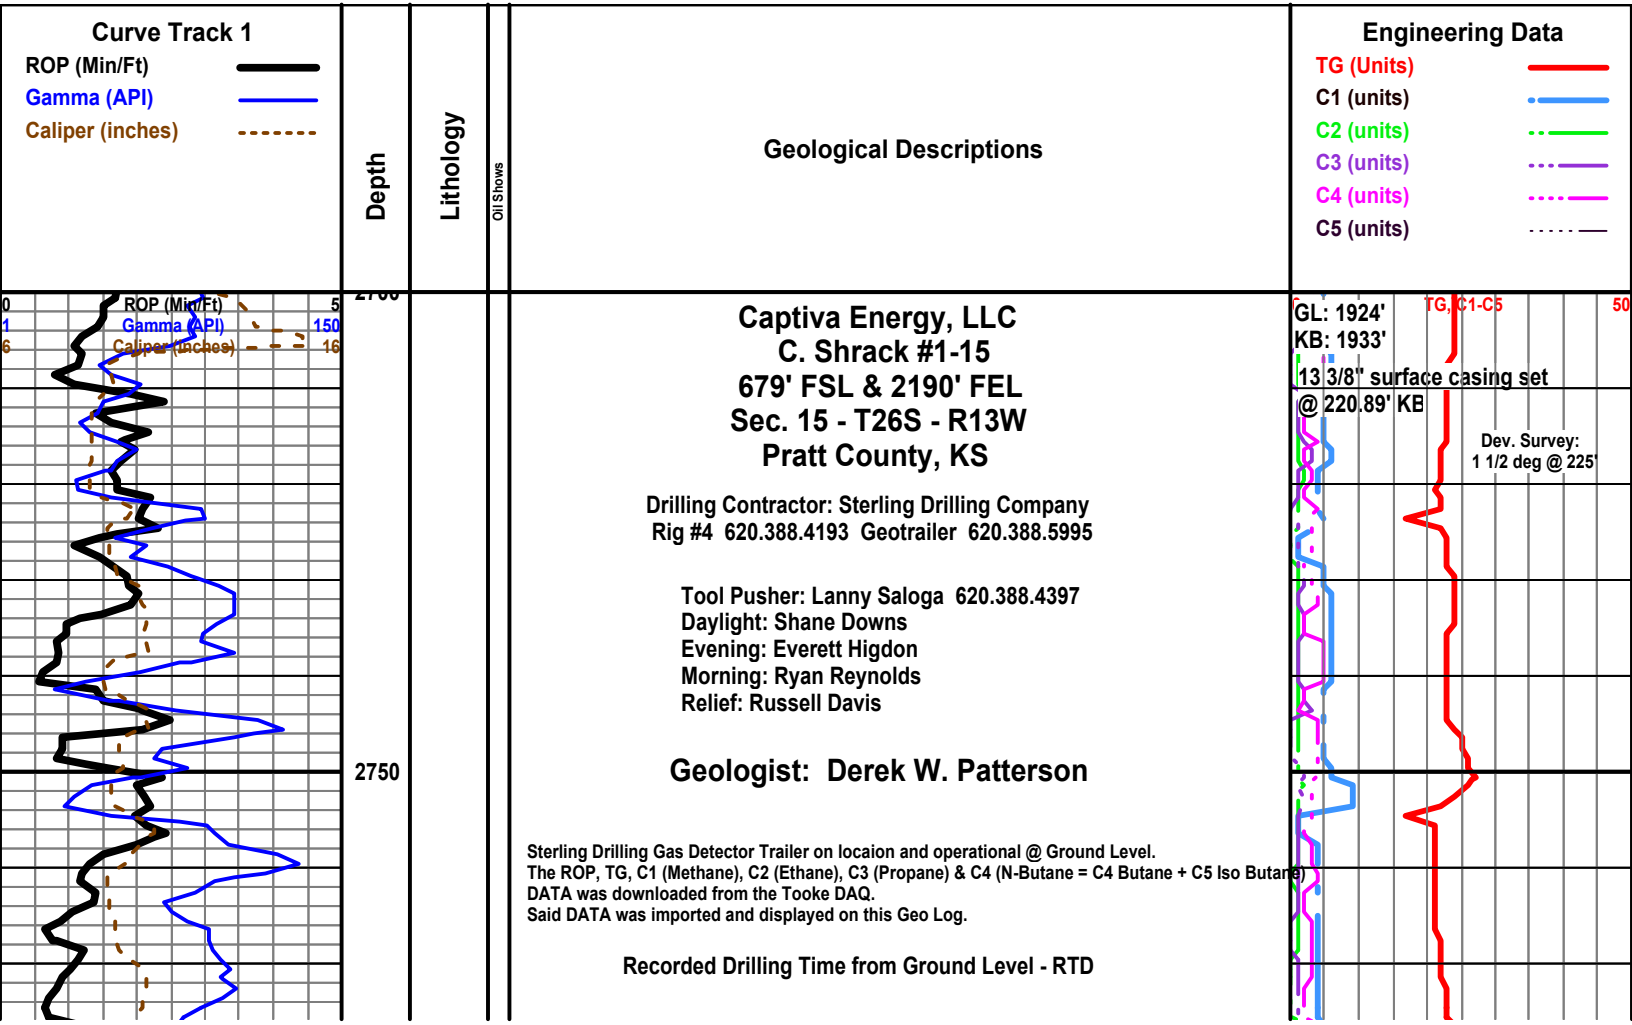 Curve Track 1
ROP (Min/Ft)
Gamma (API)
Caliper (inches)
Depth
Lithology
Oil Shows
Geological Descriptions
Engineering Data
TG (Units)
C1 (units)
C2 (units)
C3 (units)
C4 (units)
C5 (units)
0 ROP (Min/Ft) 5
1 Gamma (API) 150
6 Caliper (inches) 16
2700
2750
Captiva Energy, LLC
C. Shrack #1-15
679' FSL & 2190' FEL
Sec. 15 - T26S - R13W
Pratt County, KS
Drilling Contractor: Sterling Drilling Company
Rig #4 620.388.4193 Geotrailer 620.388.5995
Tool Pusher: Lanny Saloga 620.388.4397
Daylight: Shane Downs
Evening: Everett Higdon
Morning: Ryan Reynolds
Relief: Russell Davis
Geologist: Derek W. Patterson
Sterling Drilling Gas Detector Trailer on locaion and operational @ Ground Level.
The ROP, TG, C1 (Methane), C2 (Ethane), C3 (Propane) & C4 (N-Butane = C4 Butane + C5 Iso Butane)
DATA was downloaded from the Tooke DAQ.
Said DATA was imported and displayed on this Geo Log.
Recorded Drilling Time from Ground Level - RTD
TG, C1-C5 50
GL: 1924'
KB: 1933'
13 3/8" surface casing set
@ 220.89' KB
Dev. Survey:
1 1/2 deg @ 225'